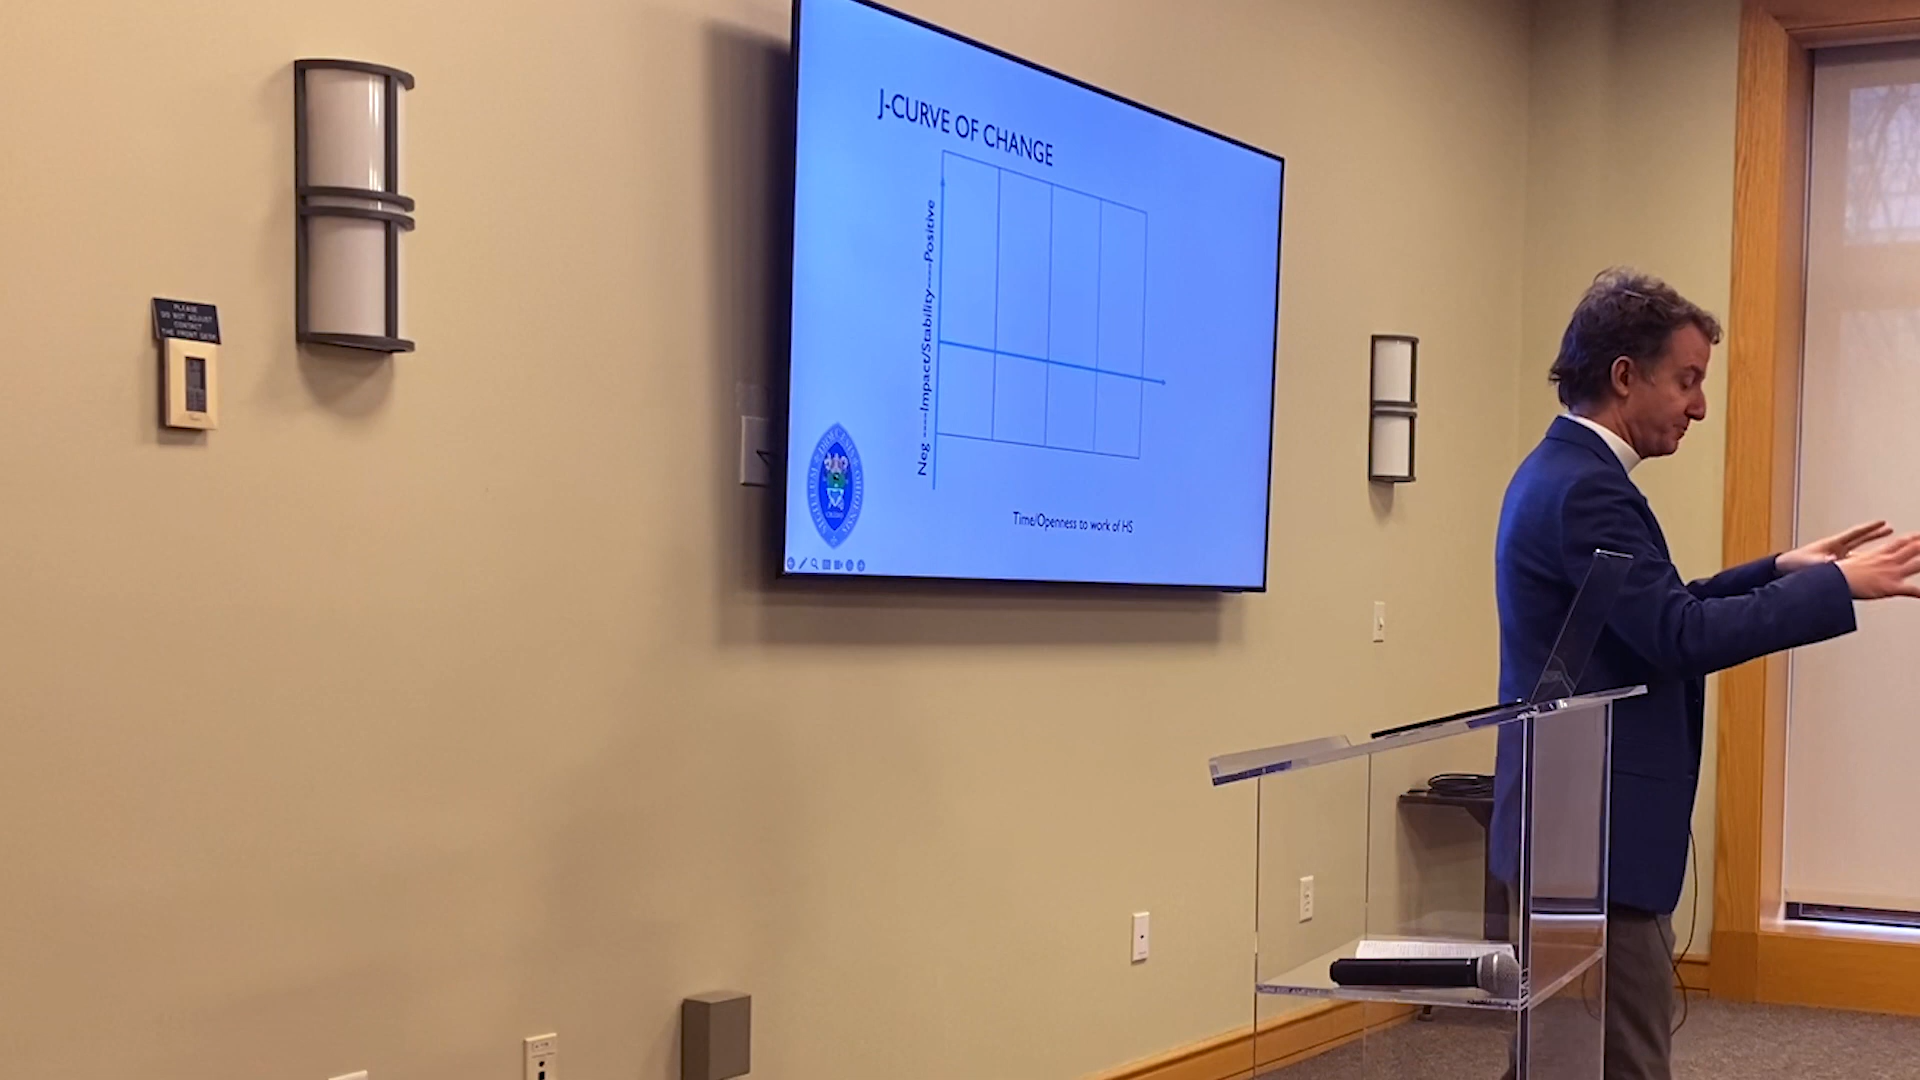 J-CURVE OF CHANGE
Neg ----Impact/Stability----Positive
Time/Openness to work of HS
PLEASE
DO NOT ADJUST
CONTACT
THE FRONT DESK